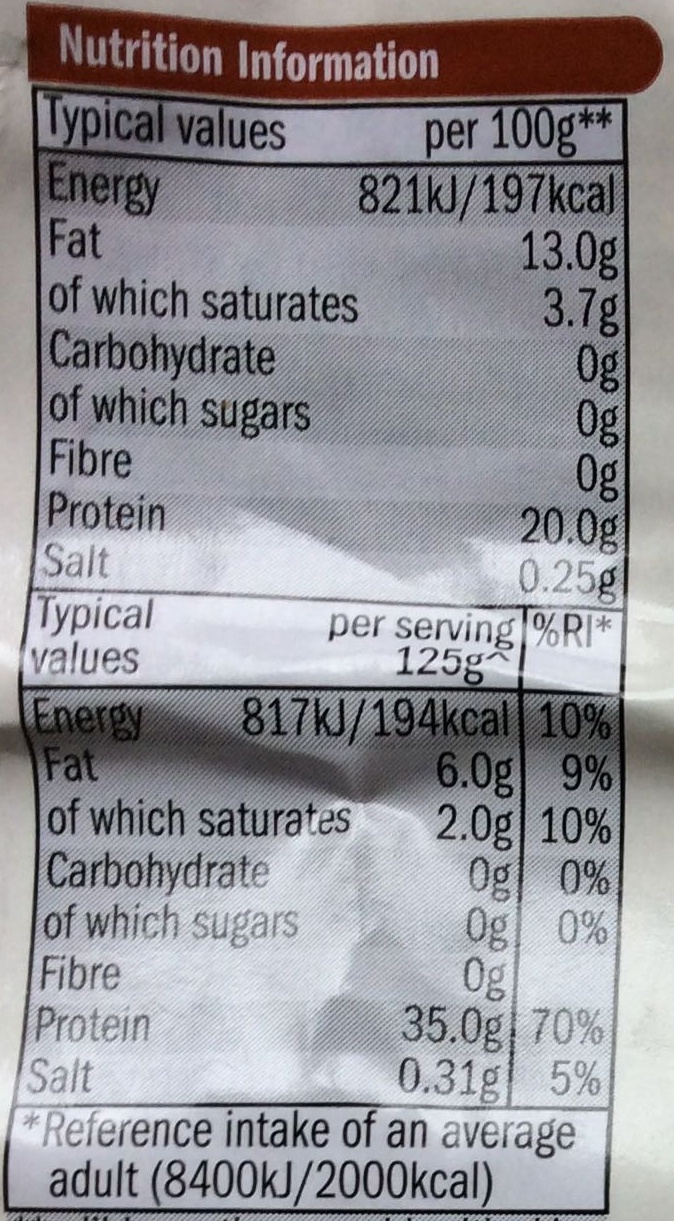 Nutrition Information
Typical values per 100g**
Energy 821kJ/197kcal
Fat 13.0g
of which saturates 3.7g
Carbohydrate 0g
of which sugars 0g
Fibre 0g
Protein 20.0g
Salt 0.25g
Typical values per serving 125g^ %RI*
Energy 817kJ/194kcal 10%
Fat 6.0g 9%
of which saturates 2.0g 10%
Carbohydrate 0g 0%
of which sugars 0g 0%
Fibre 0g
Protein 35.0g 70%
Salt 0.31g 5%
*Reference intake of an average
adult (8400kJ/2000kcal)